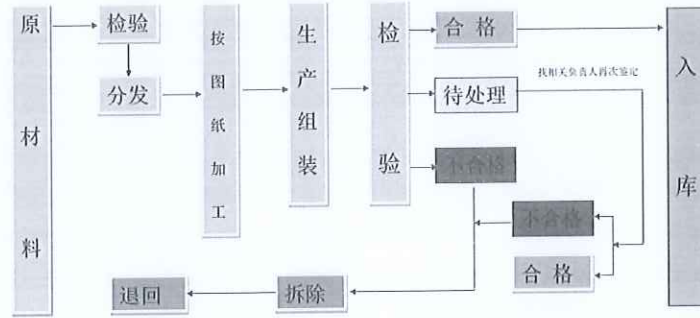 原材料
检验
分发
按图纸加工
生产组装
检验
合格
待处理
不合格
找相关负责人再次鉴定
不合格
合格
拆除
退回
入库